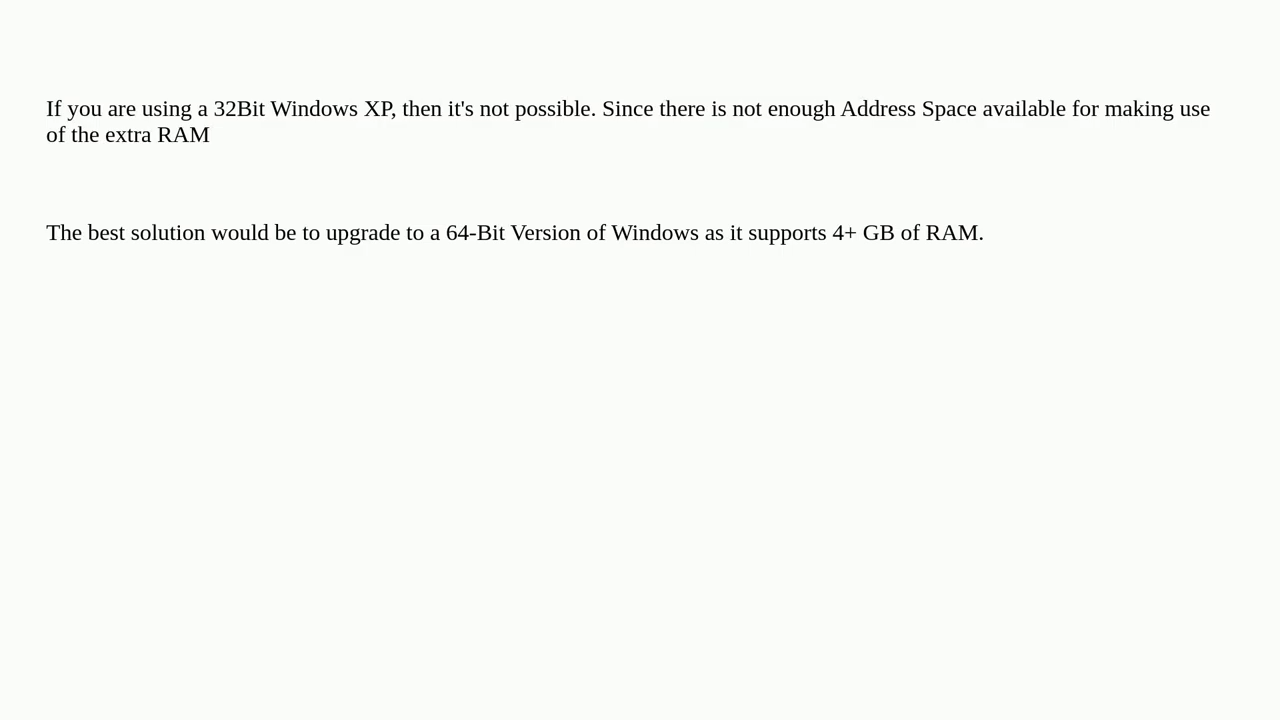 If you are using a 32Bit Windows XP, then it's not possible. Since there is not enough Address Space available for making use
of the extra RAM
The best solution would be to upgrade to a 64-Bit Version of Windows as it supports 4+ GB of RAM.